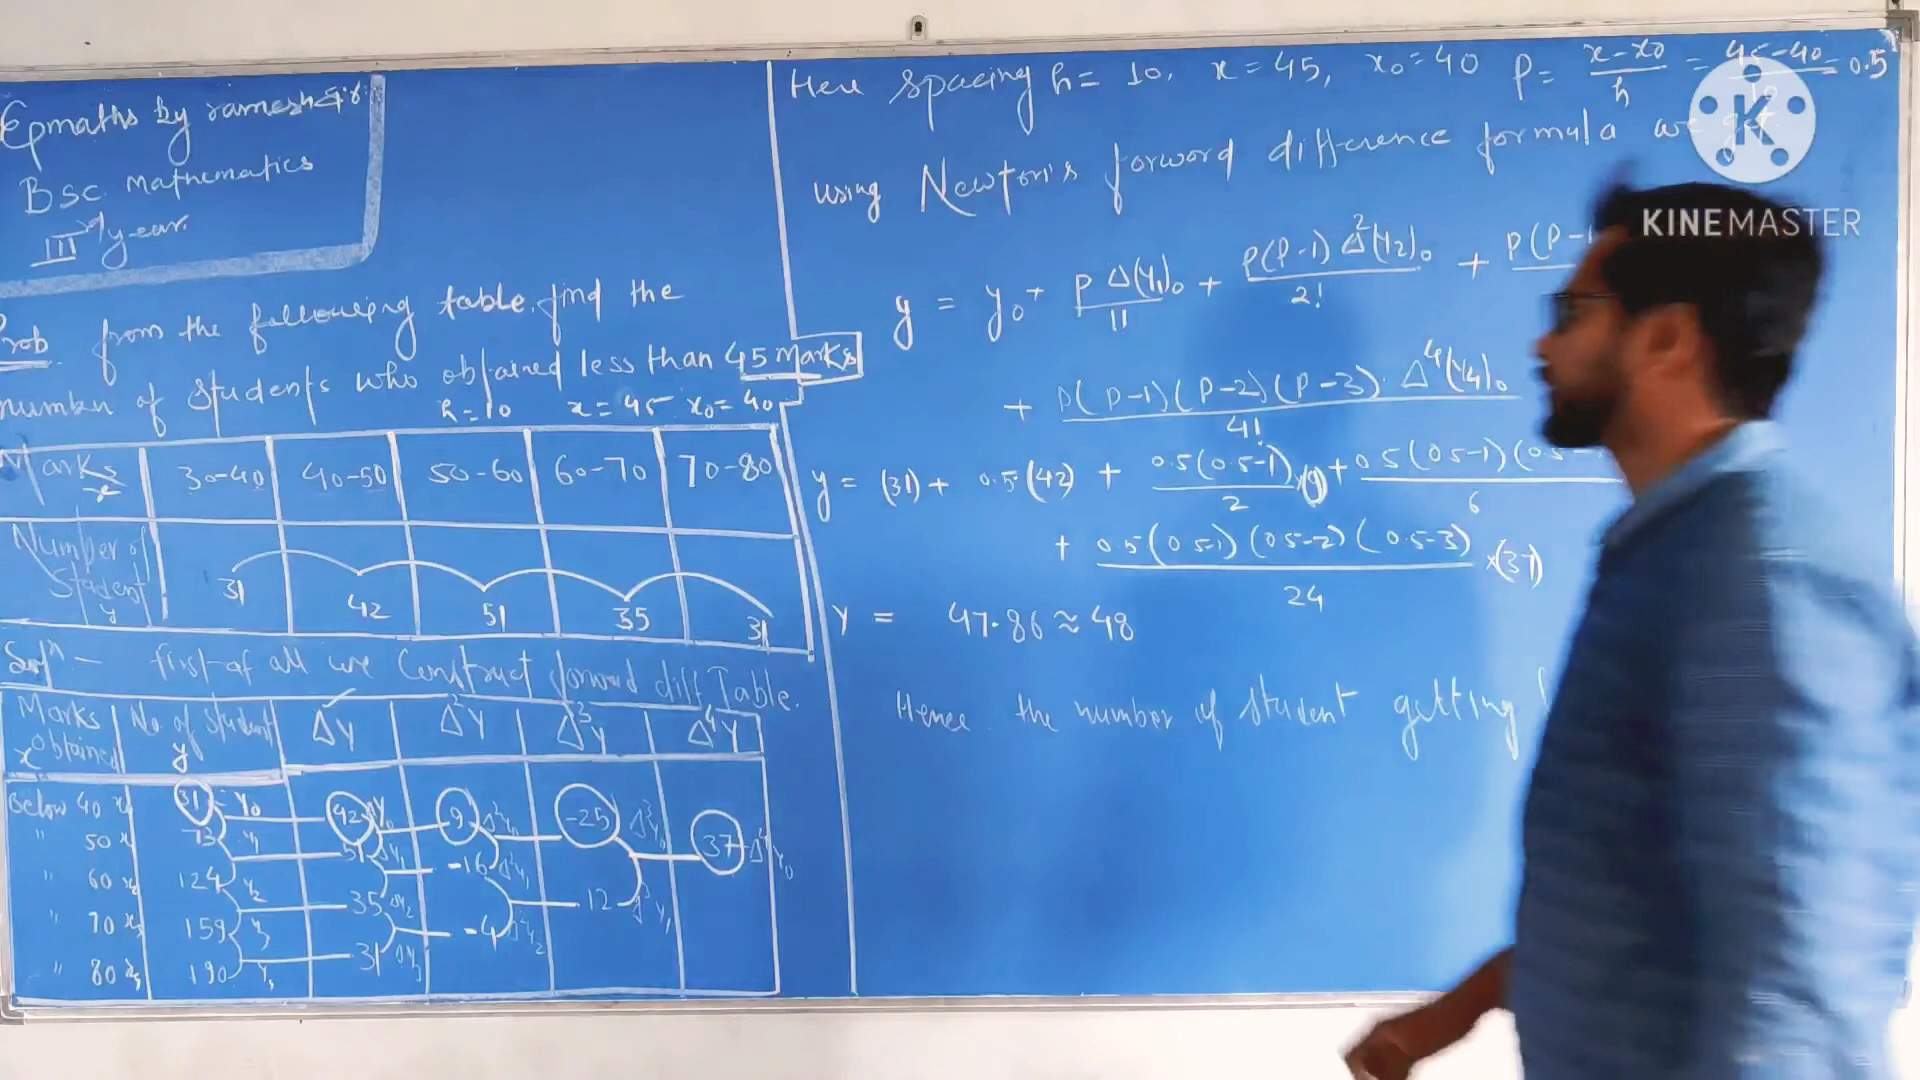 Epmaths by ramesh sir
BSc. Mathematics
III year.
Prob. from the following table, find the
number of students who obtained less than 45 marks
h=10 x=45 x₀=40
Marks x | 30-40 | 40-50 | 50-60 | 60-70 | 70-80
Number of Student y | 31 | 42 | 51 | 35 | 31
Solⁿ - first of all we Construct forward diff Table.
Marks obtained x | No. of Student y | ΔY | Δ²Y | Δ³Y | Δ⁴Y
Below 40 x 31 - Y₀ 42 ΔY₀ 9 Δ²Y₀ -25 Δ³Y₀ 37 Δ⁴Y₀
" 50 x 73 Y₁ 51 ΔY₁ -16 Δ²Y₁
" 60 x₂ 124 Y₂ 35 ΔY₂ 12 Δ³Y₁
" 70 x₃ 159 Y₃ -4 Δ²Y₂
" 80 x₅ 190 Y₅ 31 ΔY₃
Here spacing h = 10, x = 45, x₀ = 40 P = (x-x₀)/h = (45-40)/10 = 0.5
using Newton's forword difference formula we get
y = y₀ + P Δ(Y₁)₀/1! + P(P-1) Δ²(Y₂)₀/2! + P(P-1
+ P(P-1)(P-2)(P-3). Δ⁴(Y₄)₀/4!
y = (31) + 0.5(42) + 0.5(0.5-1)/2 ×(9) + 0.5(0.5-1)(0.5-/6
+ 0.5(0.5-1)(0.5-2)(0.5-3)/24 ×(37)
Y = 47.86 ≈ 48
Hence the number of student getting
KINEMASTER